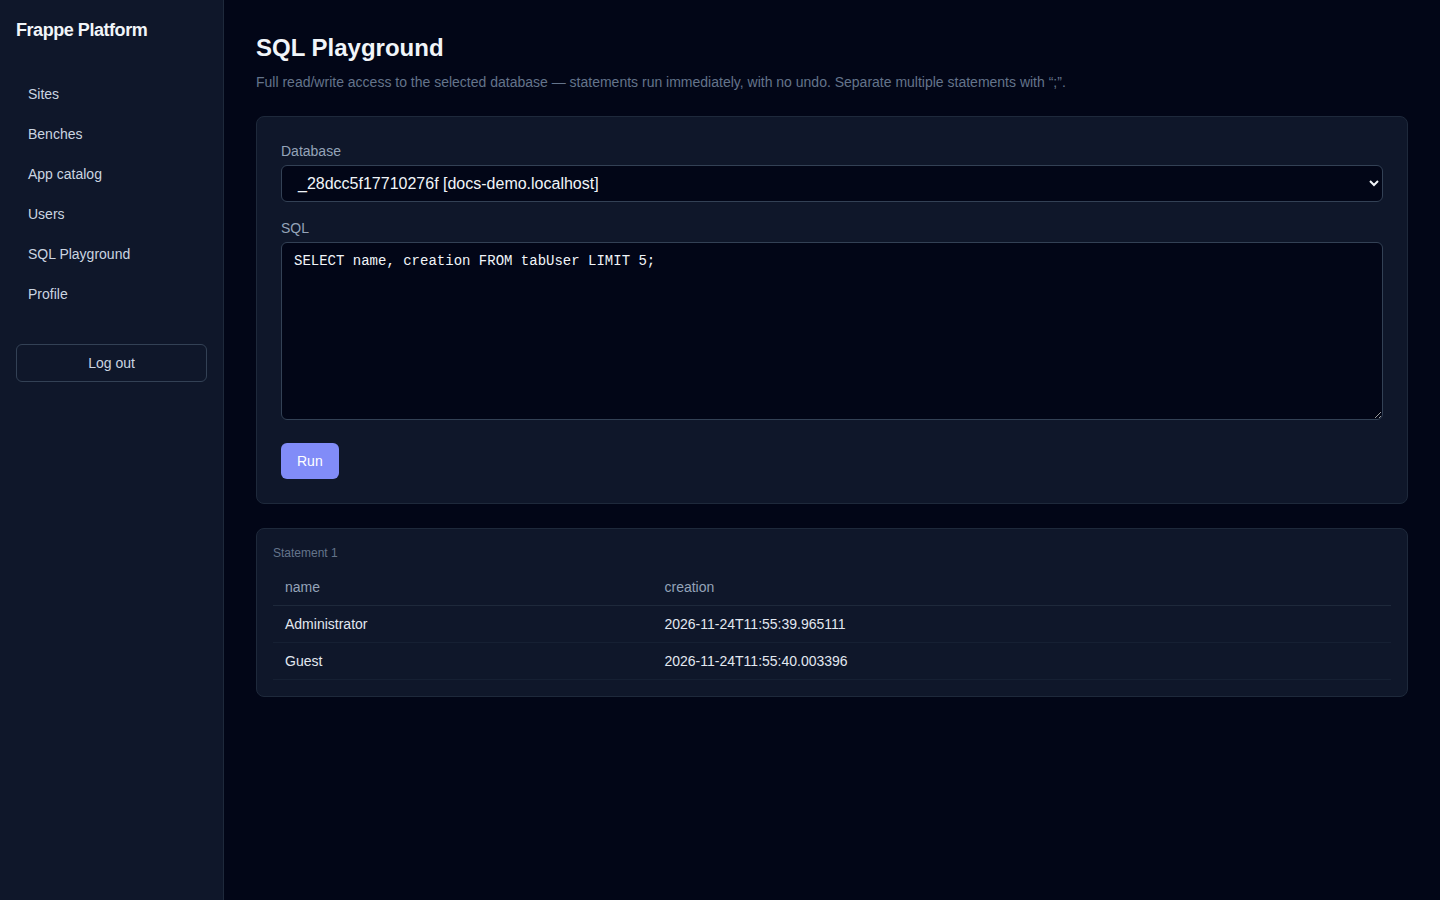 Frappe Platform
Sites
Benches
App catalog
Users
SQL Playground
Profile
Log out
SQL Playground
Full read/write access to the selected database — statements run immediately, with no undo. Separate multiple statements with “;”.
Database
_28dcc5f17710276f [docs-demo.localhost]
SQL
SELECT name, creation FROM tabUser LIMIT 5;
Run
Statement 1
name creation
Administrator 2026-11-24T11:55:39.965111
Guest 2026-11-24T11:55:40.003396